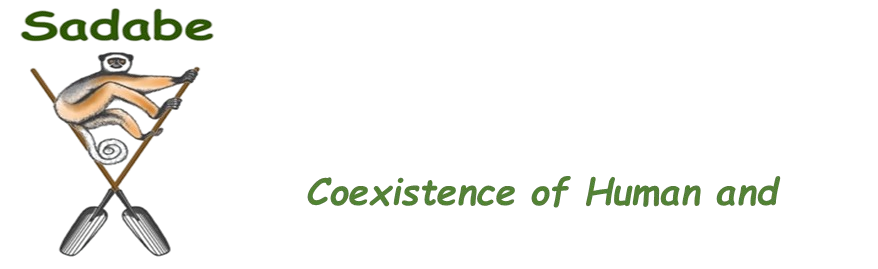 Sadabe
Coexistence of Human and